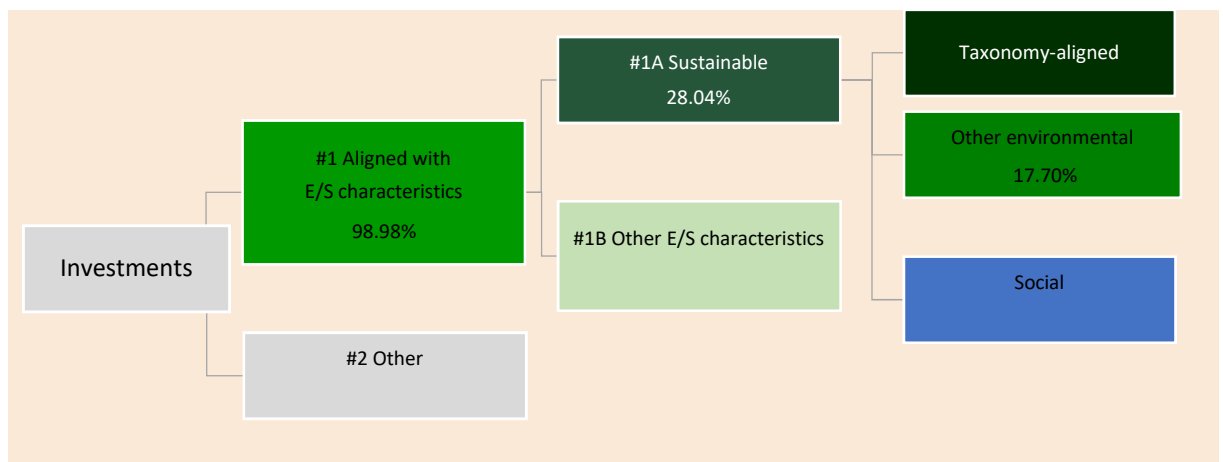 Investments
#1 Aligned with
E/S characteristics
98.98%
#2 Other
#1A Sustainable
28.04%
#1B Other E/S characteristics
Taxonomy-aligned
Other environmental
17.70%
Social